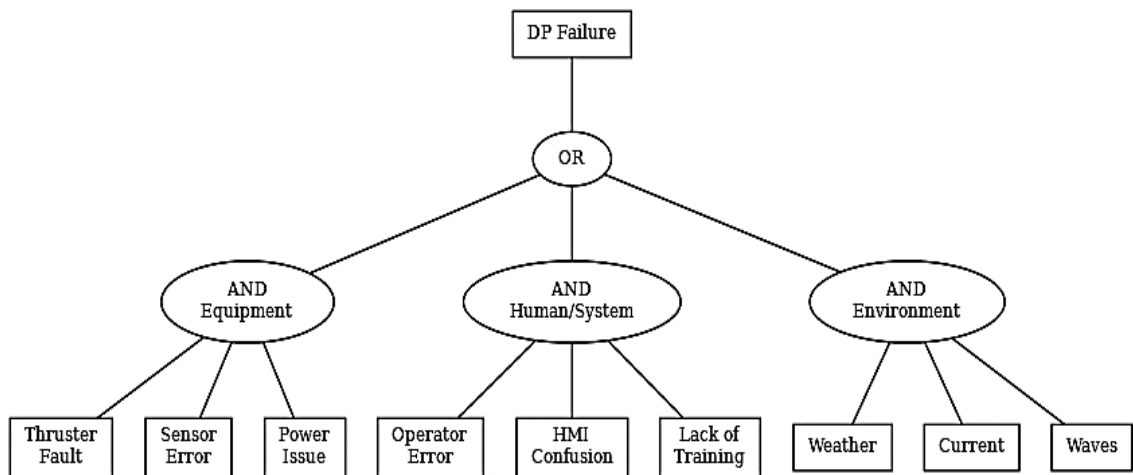 DP Failure
OR
AND
Equipment
AND
Human/System
AND
Environment
Thruster
Fault
Sensor
Error
Power
Issue
Operator
Error
HMI
Confusion
Lack of
Training
Weather
Current
Waves